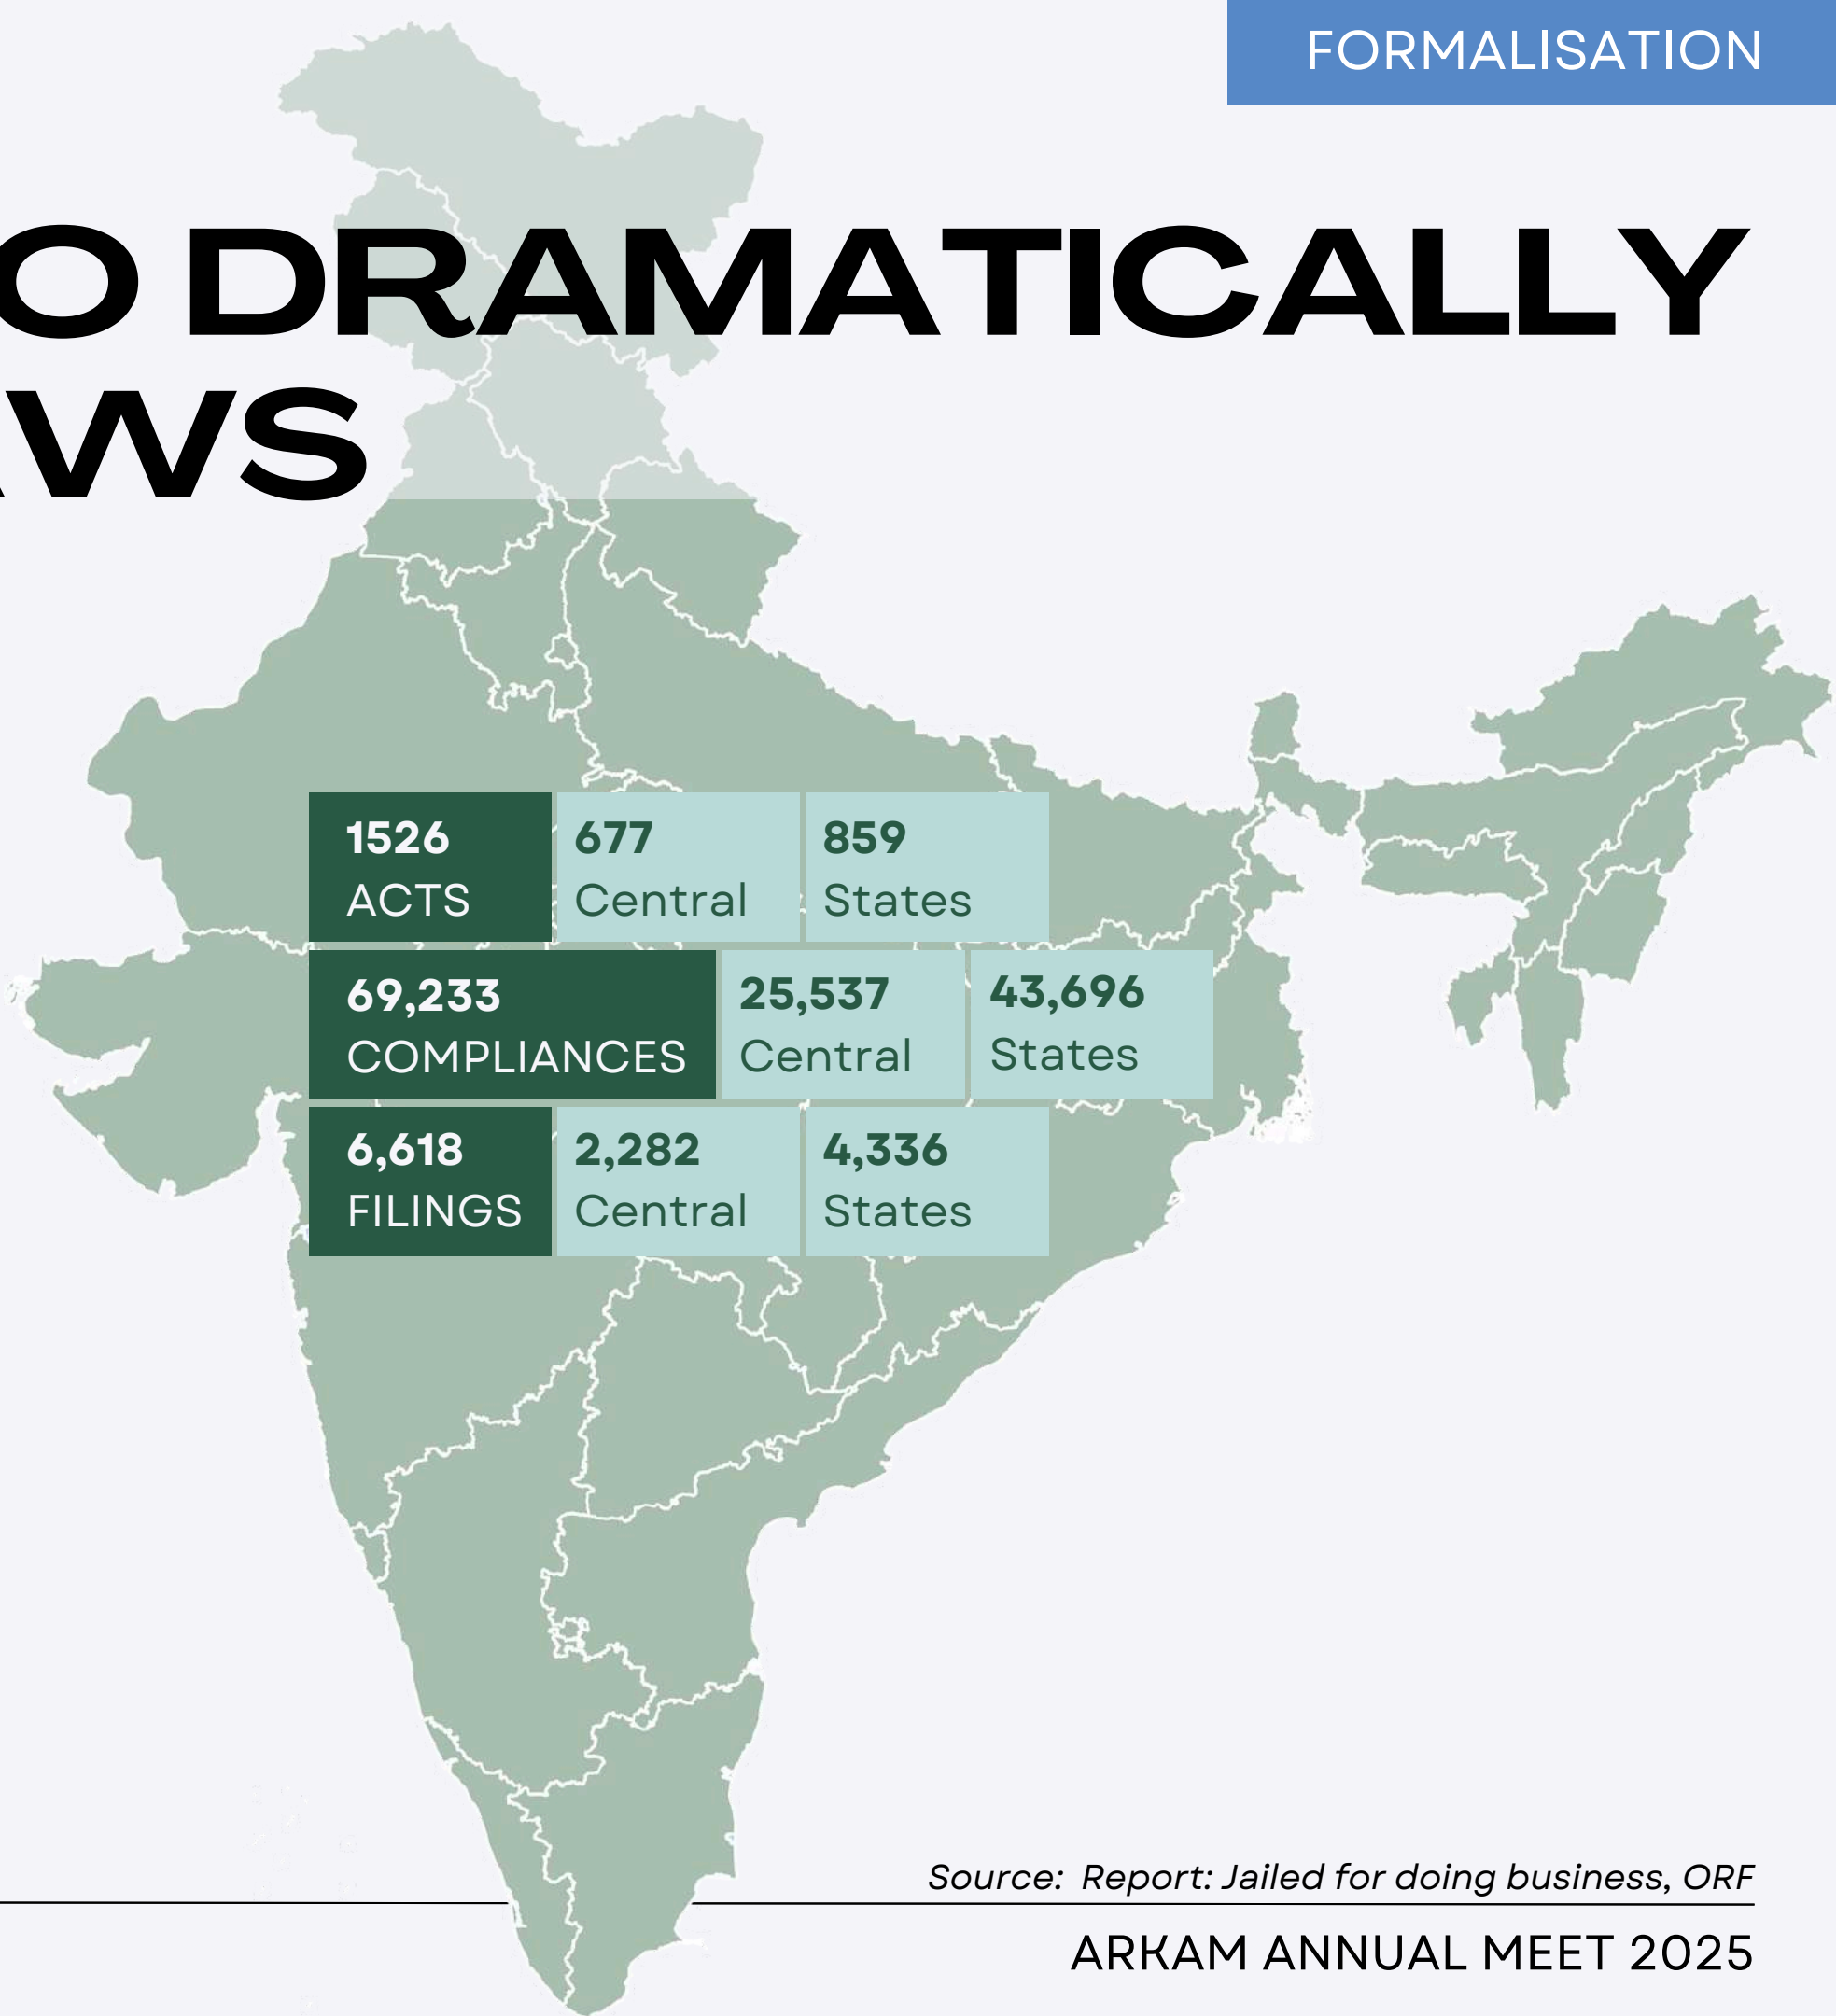 FORMALISATION
O DRAMATICALLY
AWS
1526 677 859
ACTS Central States
69,233 25,537 43,696
COMPLIANCES Central States
6,618 2,282 4,336
FILINGS Central States
Source: Report: Jailed for doing business, ORF
ARKAM ANNUAL MEET 2025